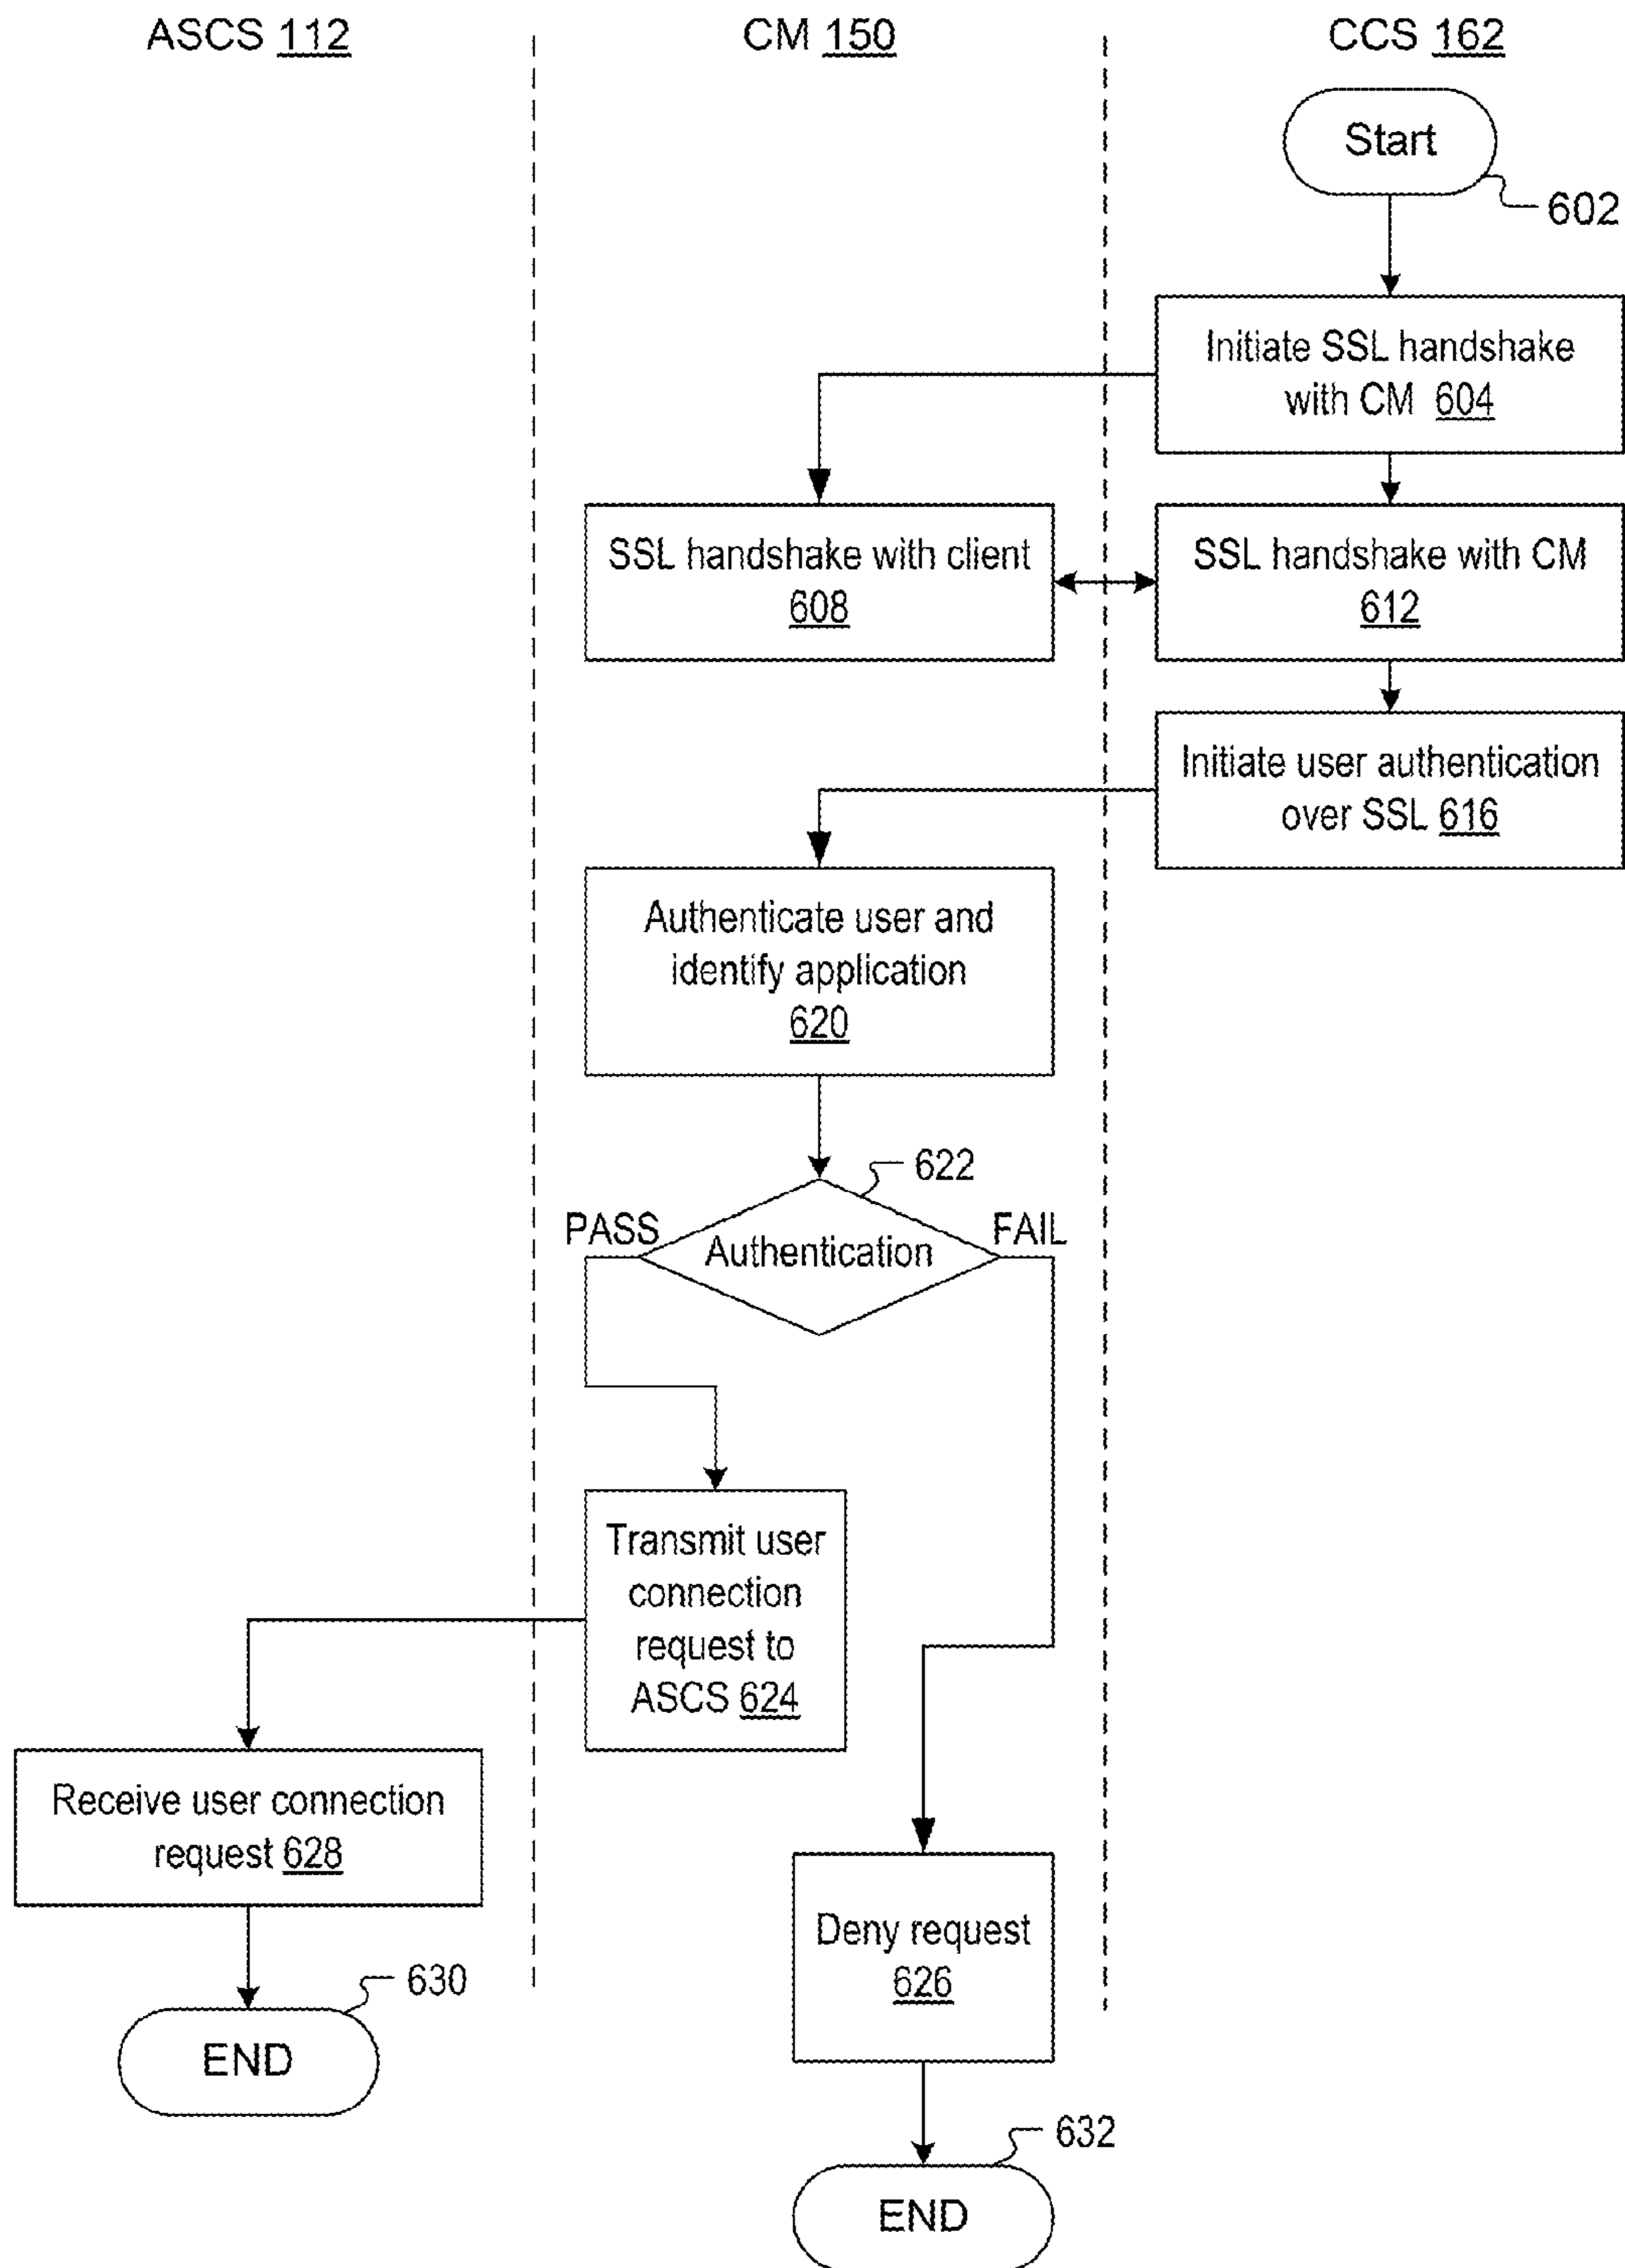 ASCS 112
CM 150
CCS 162
Start
602
Initiate SSL handshake
with CM 604
SSL handshake with client
608
SSL handshake with CM
612
Initiate user authentication
over SSL 616
Authenticate user and
identify application
620
622
PASS
Authentication
FAIL
Transmit user
connection
request to
ASCS 624
Receive user connection
request 628
Deny request
626
630
END
632
END